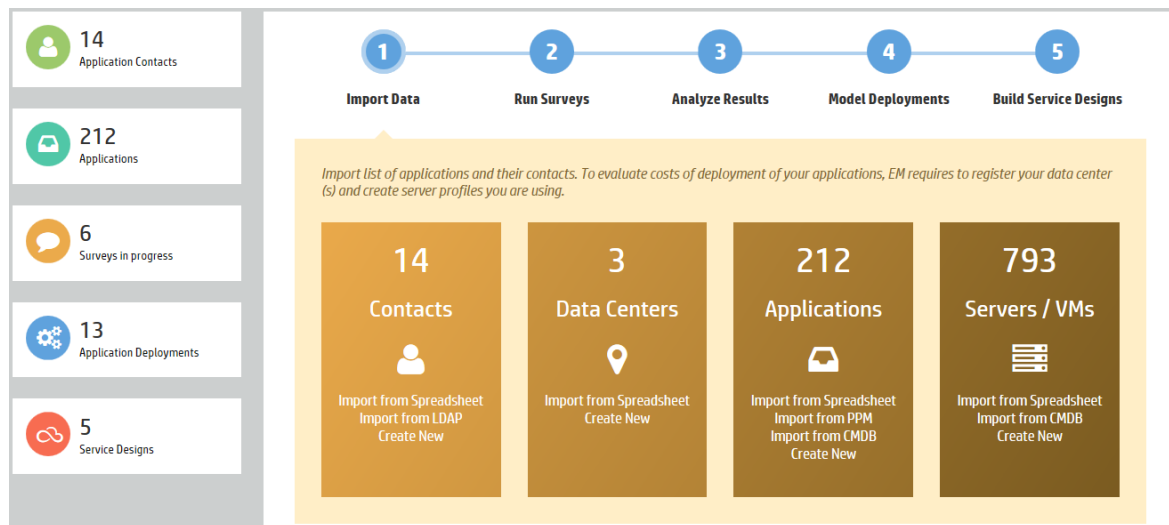 14
Application Contacts
212
Applications
6
Surveys in progress
13
Application Deployments
5
Service Designs
1
2
3
4
5
Import Data
Run Surveys
Analyze Results
Model Deployments
Build Service Designs
Import list of applications and their contacts. To evaluate costs of deployment of your applications, EM requires to register your data center
(s) and create server profiles you are using.
14
Contacts
Import from Spreadsheet
Import from LDAP
Create New
3
Data Centers
Import from Spreadsheet
Create New
212
Applications
Import from Spreadsheet
Import from PPM
Import from CMDB
Create New
793
Servers / VMs
Import from Spreadsheet
Import from CMDB
Create New